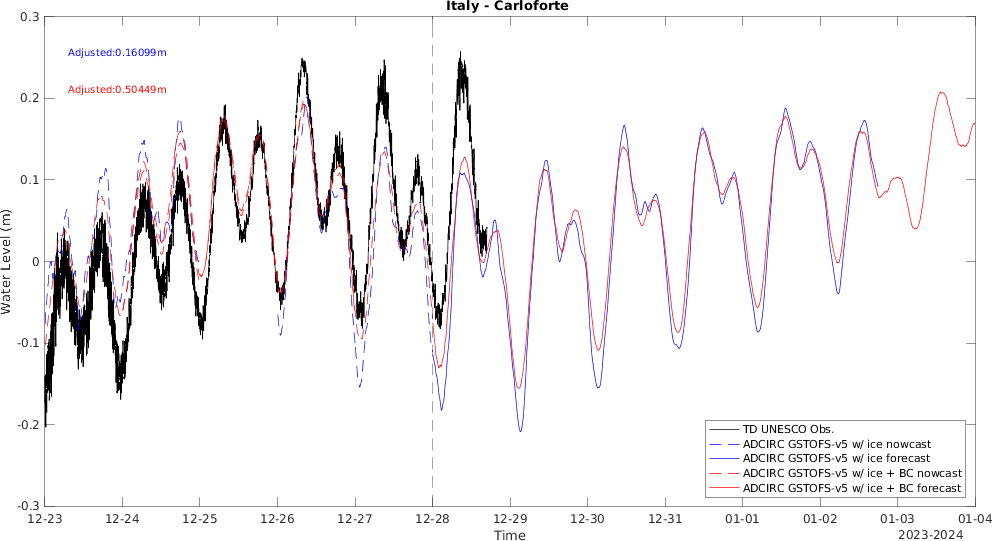 Italy - Carloforte
Adjusted:0.16099m
Adjusted:0.50449m
Water Level (m)
0.3
0.2
0.1
0
-0.1
-0.2
-0.3
TD UNESCO Obs.
ADCIRC GSTOFS-v5 w/ ice nowcast
ADCIRC GSTOFS-v5 w/ ice forecast
ADCIRC GSTOFS-v5 w/ ice + BC nowcast
ADCIRC GSTOFS-v5 w/ ice + BC forecast
12-23 12-24 12-25 12-26 12-27 12-28 12-29 12-30 12-31 01-01 01-02 01-03 01-04
Time
2023-2024